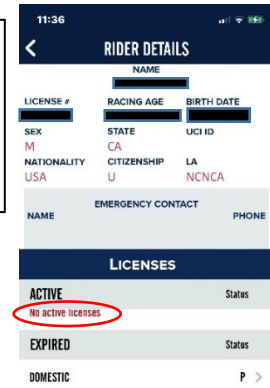 11:36
RIDER DETAILS
NAME
LICENSE # RACING AGE BIRTH DATE
SEX STATE UCI ID
M CA
NATIONALITY CITIZENSHIP LA
USA U NCNCA
EMERGENCY CONTACT
NAME PHONE
LICENSES
ACTIVE Status
No active licenses
EXPIRED Status
DOMESTIC P >